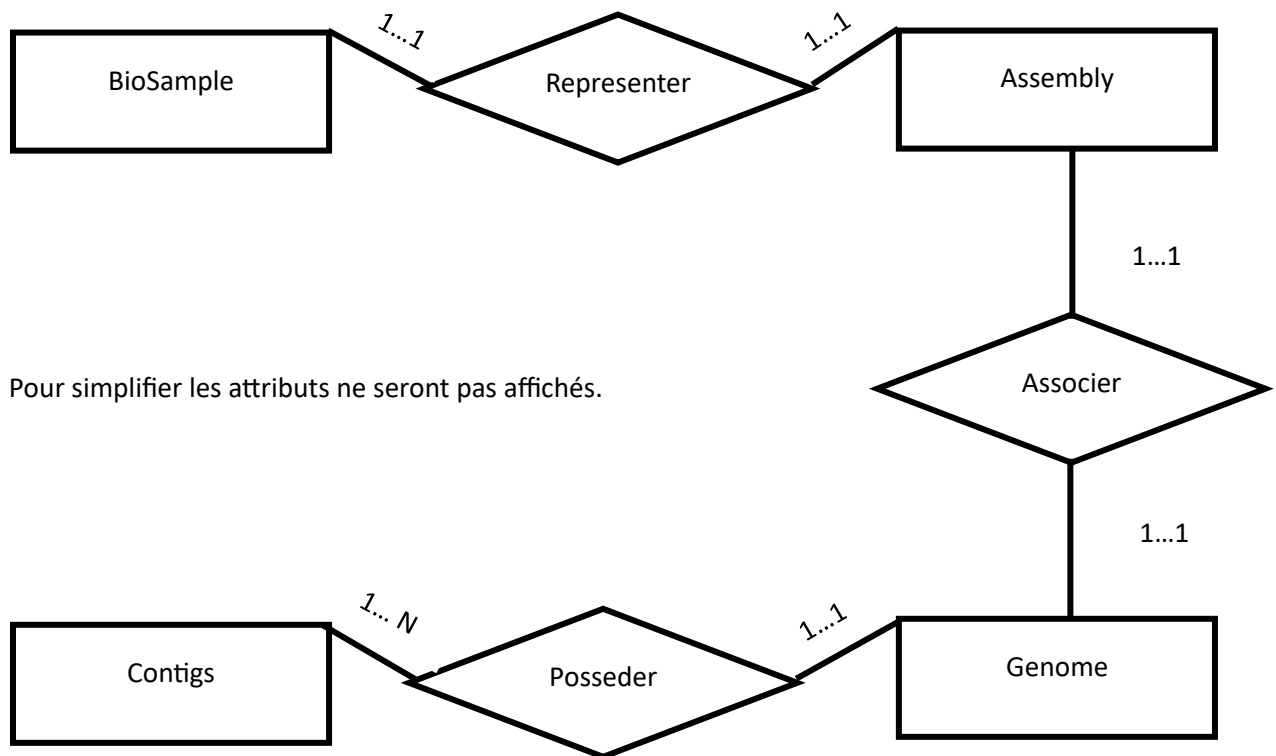 1...1
1...1
BioSample
Representer
Assembly
1...1
Pour simplifier les attributs ne seront pas affichés.
Associer
1...1
1... N
1...1
Contigs
Posseder
Genome